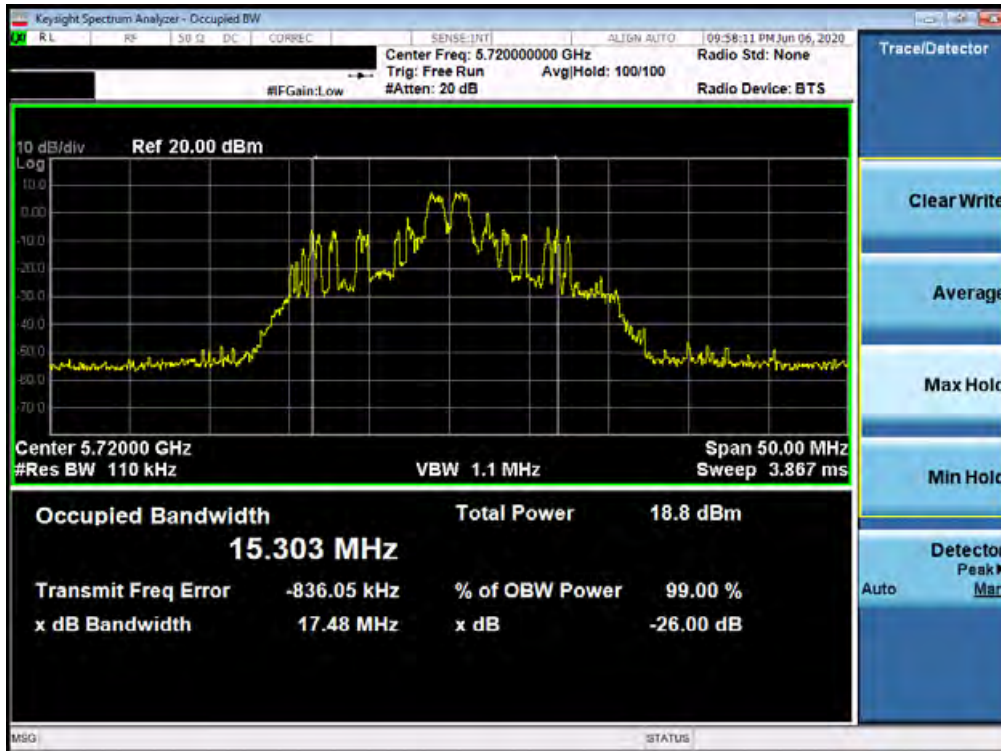 Keysight Spectrum Analyzer - Occupied BW
RL RF 50 Ω DC CORREC SENSE:INT ALIGN AUTO 09:58:11 PM Jun 06, 2020
Center Freq: 5.720000000 GHz Radio Std: None
Trig: Free Run Avg|Hold: 100/100
#IFGain:Low #Atten: 20 dB Radio Device: BTS
10 dB/div Ref 20.00 dBm
Log
10.0
0.00
-10.0
-20.0
-30.0
-40.0
-50.0
-60.0
-70.0
Center 5.72000 GHz Span 50.00 MHz
#Res BW 110 kHz VBW 1.1 MHz Sweep 3.867 ms
Occupied Bandwidth Total Power 18.8 dBm
15.303 MHz
Transmit Freq Error -836.05 kHz % of OBW Power 99.00 %
x dB Bandwidth 17.48 MHz x dB -26.00 dB
MSG STATUS
Trace/Detector
Clear Write
Average
Max Hold
Min Hold
Detector
Peak
Auto Man